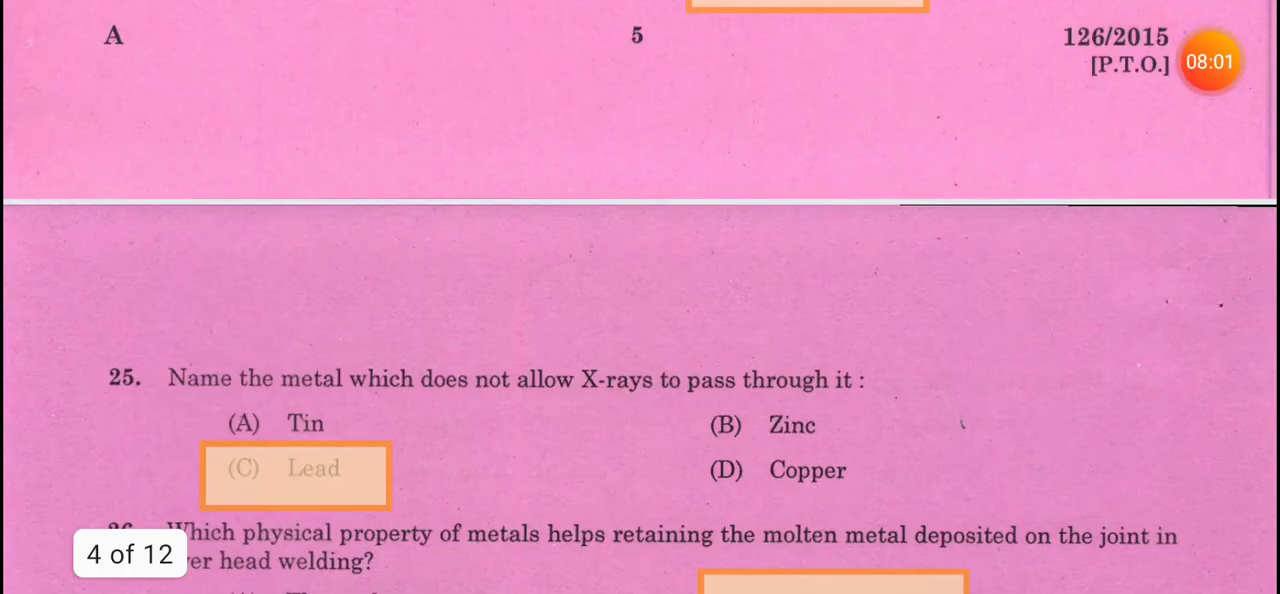 A 5 126/2015
[P.T.O.] 08:01
25. Name the metal which does not allow X-rays to pass through it :
(A) Tin (B) Zinc
(C) Lead (D) Copper
Which physical property of metals helps retaining the molten metal deposited on the joint in
4 of 12 head welding?